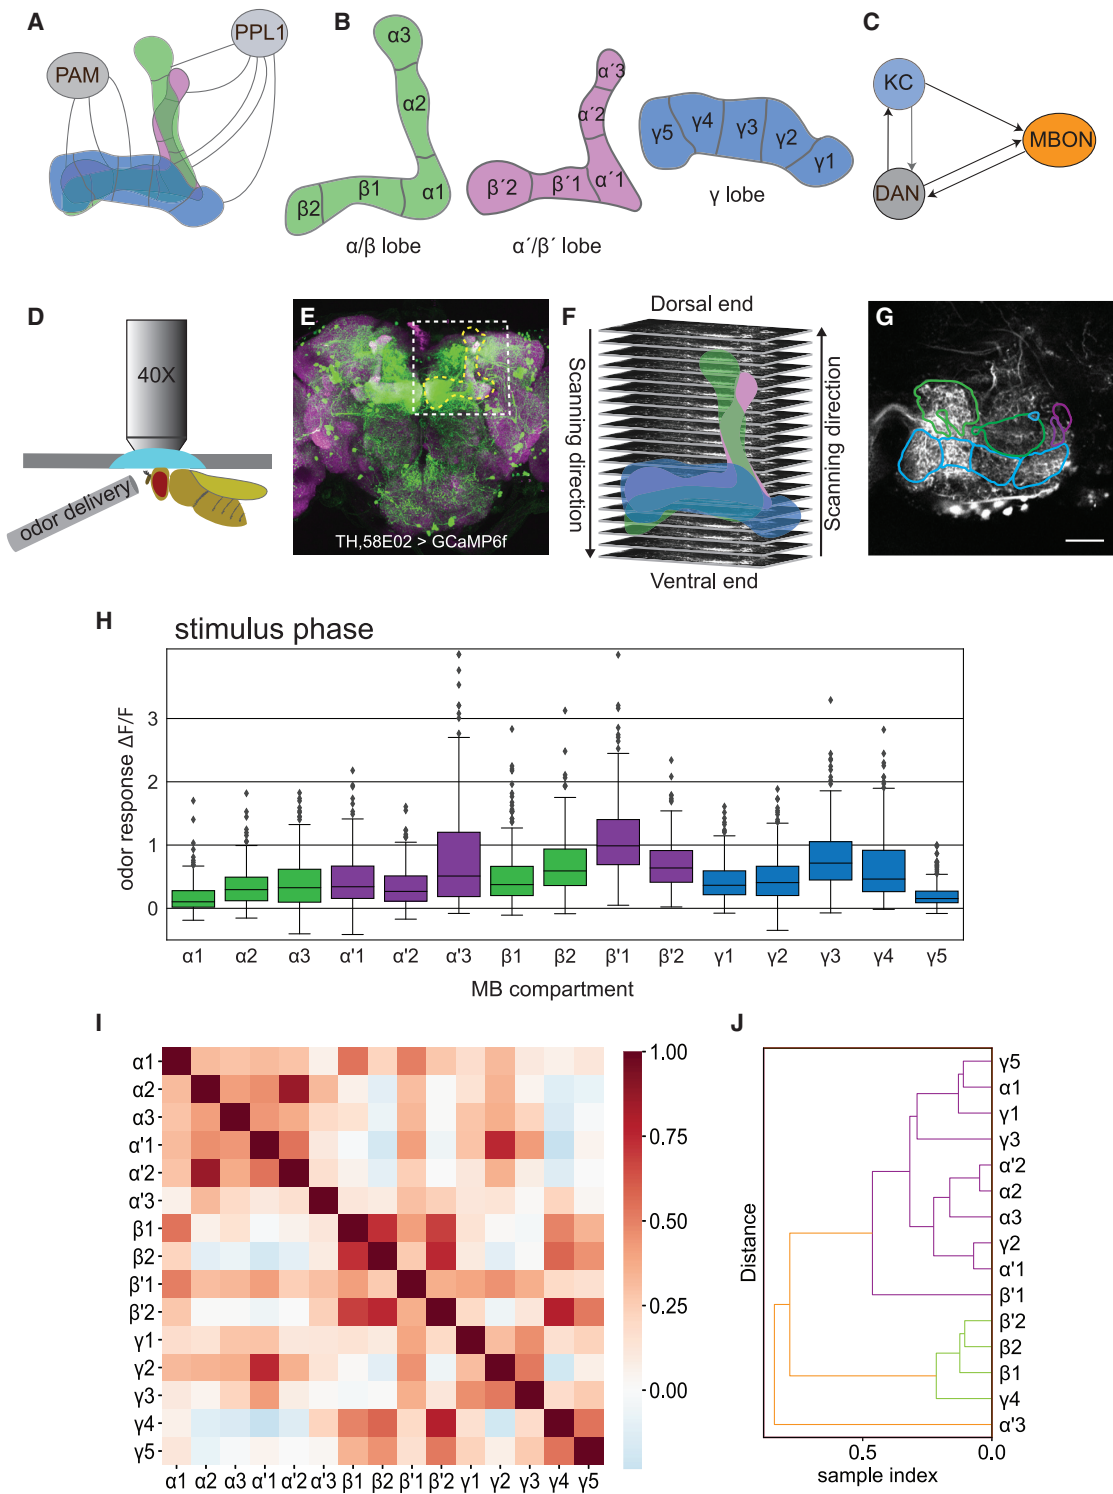 A
PAM
PPL1
B
α3
α2
β1
α1
β2
α/β lobe
α´3
α´2
β´2
β´1
α´1
α´/β´ lobe
γ5
γ4
γ3
γ2
γ1
γ lobe
C
KC
MBON
DAN
D
40X
odor delivery
E
TH,58E02 > GCaMP6f
F
Dorsal end
Scanning direction
Scanning direction
Ventral end
G
H
stimulus phase
odor response ΔF/F
3
2
1
0
α1 α2 α3 α'1 α'2 α'3 β1 β2 β'1 β'2 γ1 γ2 γ3 γ4 γ5
MB compartment
I
α1
α2
α3
α'1
α'2
α'3
β1
β2
β'1
β'2
γ1
γ2
γ3
γ4
γ5
α1 α2 α3 α'1 α'2 α'3 β1 β2 β'1 β'2 γ1 γ2 γ3 γ4 γ5
1.00
0.75
0.50
0.25
0.00
J
Distance
γ5
α1
γ1
γ3
α'2
α2
α3
γ2
α'1
β'1
β'2
β2
β1
γ4
α'3
0.5 0.0
sample index